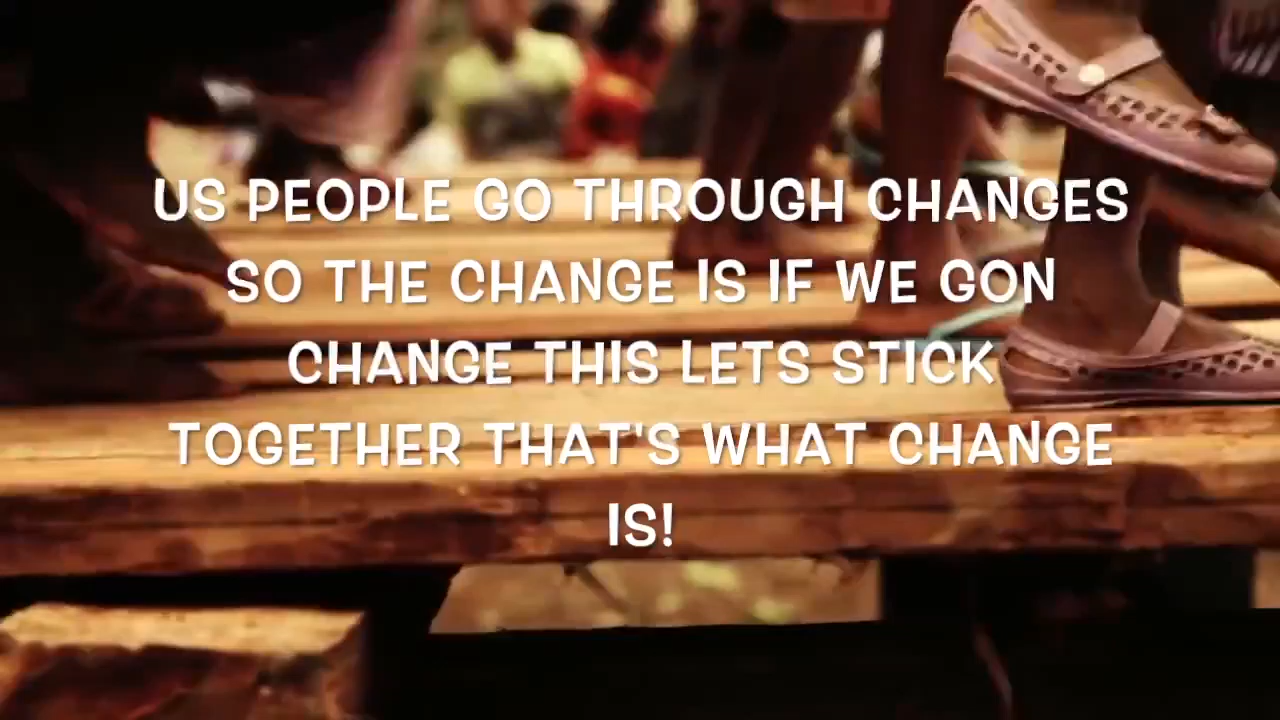 US PEOPLE GO THROUGH CHANGES
SO THE CHANGE IS IF WE GON
CHANGE THIS LETS STICK
TOGETHER THAT'S WHAT CHANGE
IS!